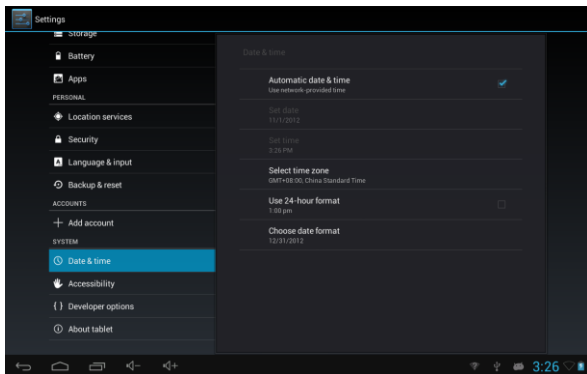 Settings
Storage
Battery
Apps
PERSONAL
Location services
Security
Language & input
Backup & reset
ACCOUNTS
Add account
SYSTEM
Date & time
Accessibility
Developer options
About tablet
Date & time
Automatic date & time
Use network-provided time
Set date
11/1/2012
Set time
3:26 PM
Select time zone
GMT+08:00, China Standard Time
Use 24-hour format
1:00 pm
Choose date format
12/31/2012
3:26